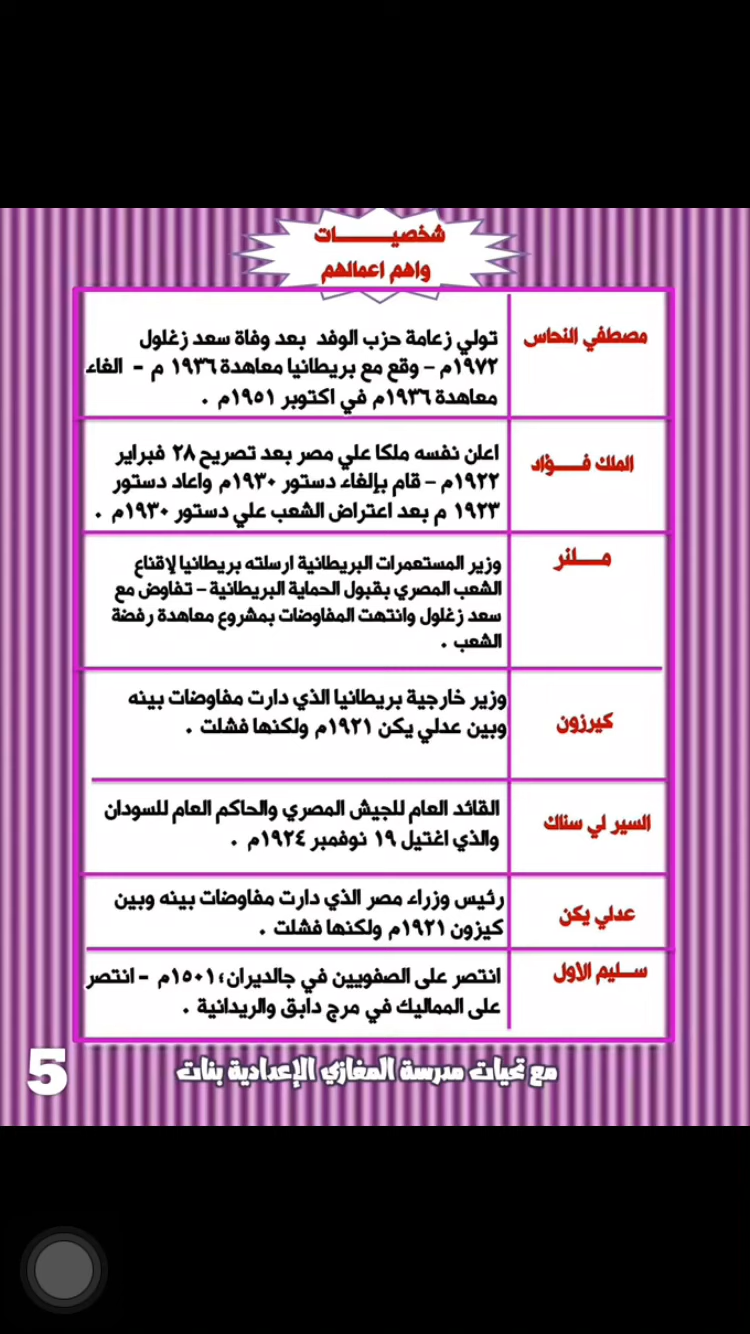 شخصيـــــــات
واهم اعمالهم
مصطفي النحاس
تولي زعامة حزب الوفد بعد وفاة سعد زغلول
١٩٧٢م – وقع مع بريطانيا معاهدة ١٩٣٦ م - الغاء
معاهدة ١٩٣٦م في اكتوبر ١٩٥١م .
الملك فـــؤاد
اعلن نفسه ملكا علي مصر بعد تصريح ٢٨ فبراير
١٩٢٢م – قام بإلغاء دستور ١٩٣٠م واعاد دستور
١٩٢٣ م بعد اعتراض الشعب علي دستور ١٩٣٠م .
مـــلنر
وزير المستعمرات البريطانية ارسلته بريطانيا لإقناع
الشعب المصري بقبول الحماية البريطانية – تفاوض مع
سعد زغلول وانتهت المفاوضات بمشروع معاهدة رفضة
الشعب .
كيرزون
وزير خارجية بريطانيا الذي دارت مفاوضات بينه
وبين عدلي يكن ١٩٢١م ولكنها فشلت .
السير لي ستاك
القائد العام للجيش المصري والحاكم العام للسودان
والذي اغتيل ١٩ نوفمبر ١٩٢٤م .
عدلي يكن
رئيس وزراء مصر الذي دارت مفاوضات بينه وبين
كيزون ١٩٢١م ولكنها فشلت .
ســليم الاول
انتصر على الصفويين في جالديران؛١٥٠١م - انتصر
على المماليك في مرج دابق والريدانية .
مع تحيات مدرسة المغازي الإعدادية بنات
5